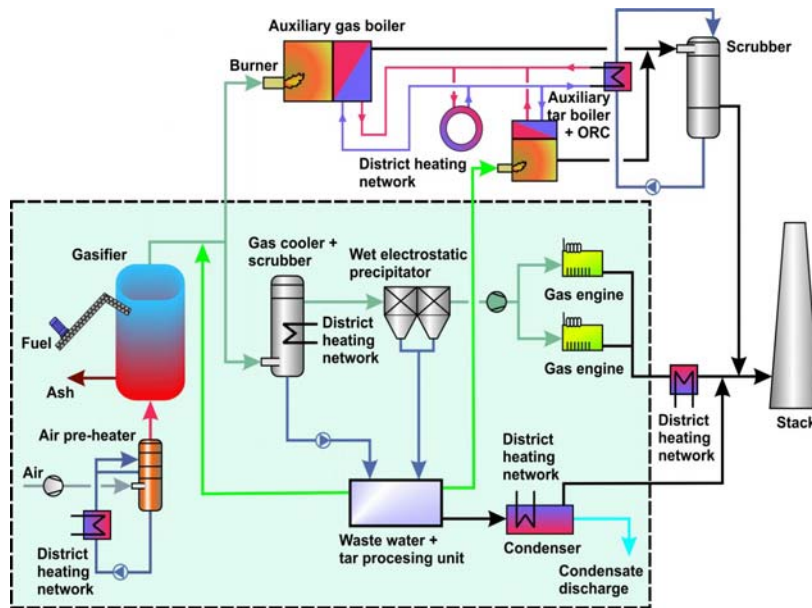 Auxiliary gas boiler
Burner
Scrubber
Auxiliary
tar boiler
+ ORC
District heating
network
Gasifier
Gas cooler +
scrubber
Wet electrostatic
precipitator
Gas engine
District
heating
network
Fuel
Gas engine
Ash
Air pre-heater
District
heating
network
Stack
District
heating
network
Air
District
heating
network
Waste water +
tar procesing unit
Condenser
Condensate
discharge